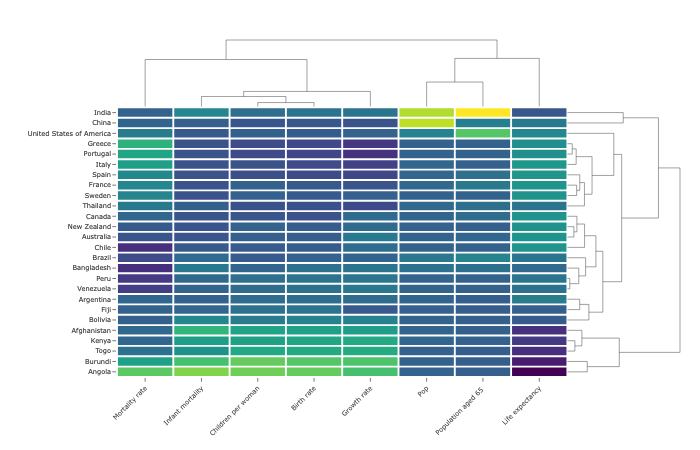 India
China
United States of America
Greece
Portugal
Italy
Spain
France
Sweden
Thailand
Canada
New Zealand
Australia
Chile
Brazil
Bangladesh
Peru
Venezuela
Argentina
Fiji
Bolivia
Afghanistan
Kenya
Togo
Burundi
Angola
Mortality rate
Infant mortality
Children per woman
Birth rate
Growth rate
Pop
Population aged 65
Life expectancy